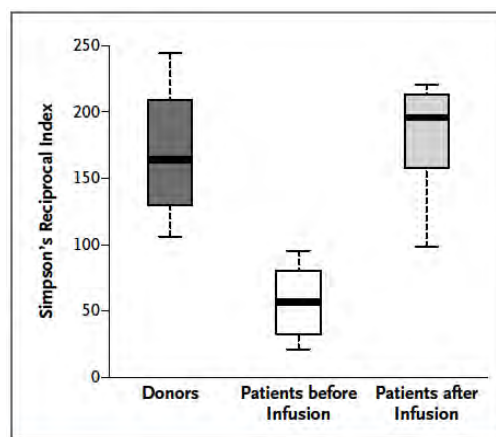 Simpson's Reciprocal Index
250
200
150
100
50
0
Donors
Patients before
Infusion
Patients after
Infusion